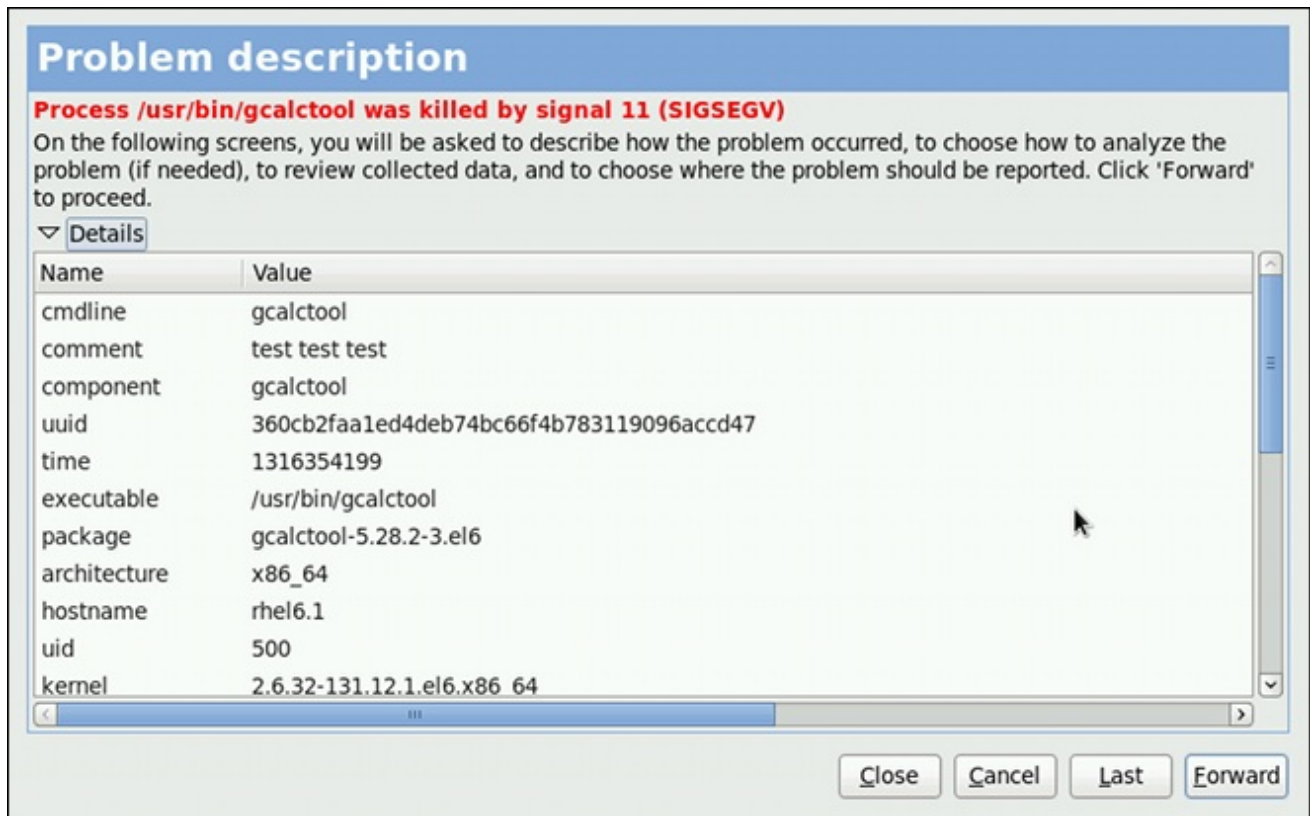 Problem description
Process /usr/bin/gcalctool was killed by signal 11 (SIGSEGV)
On the following screens, you will be asked to describe how the problem occurred, to choose how to analyze the
problem (if needed), to review collected data, and to choose where the problem should be reported. Click 'Forward'
to proceed.
Details
Name Value
cmdline gcalctool
comment test test test
component gcalctool
uuid 360cb2faa1ed4deb74bc66f4b783119096accd47
time 1316354199
executable /usr/bin/gcalctool
package gcalctool-5.28.2-3.el6
architecture x86_64
hostname rhel6.1
uid 500
kernel 2.6.32-131.12.1.el6.x86_64
Close Cancel Last Forward